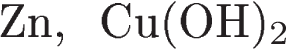 Zn, Cu(OH)₂